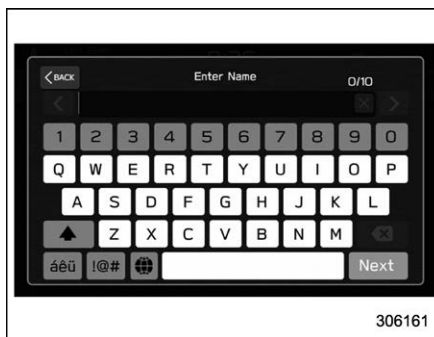 BACK Enter Name 0/10
1 2 3 4 5 6 7 8 9 0
Q W E R T Y U I O P
A S D F G H J K L
Z X C V B N M
áêü !@# Next
306161